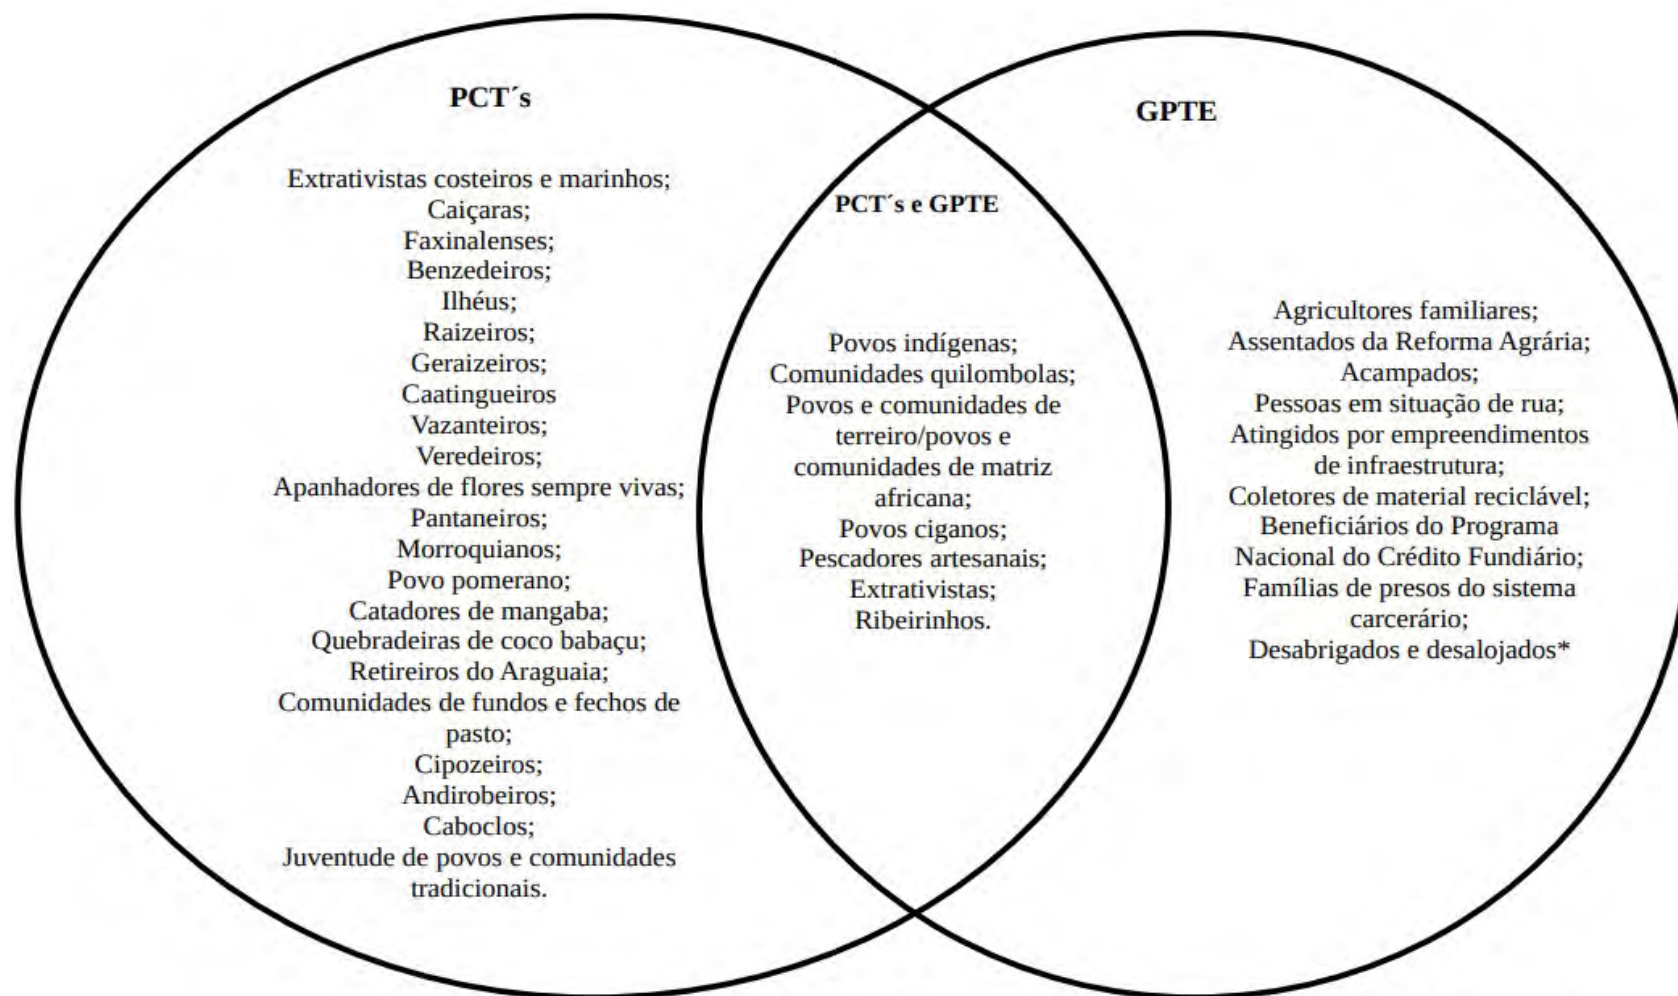 PCT´s
Extrativistas costeiros e marinhos;
Caiçaras;
Faxinalenses;
Benzedeiros;
Ilhéus;
Raizeiros;
Geraizeiros;
Caatingueiros
Vazanteiros;
Veredeiros;
Apanhadores de flores sempre vivas;
Pantaneiros;
Morroquianos;
Povo pomerano;
Catadores de mangaba;
Quebradeiras de coco babaçu;
Retireiros do Araguaia;
Comunidades de fundos e fechos de
pasto;
Cipozeiros;
Andirobeiros;
Caboclos;
Juventude de povos e comunidades
tradicionais.
PCT´s e GPTE
Povos indígenas;
Comunidades quilombolas;
Povos e comunidades de
terreiro/povos e
comunidades de matriz
africana;
Povos ciganos;
Pescadores artesanais;
Extrativistas;
Ribeirinhos.
GPTE
Agricultores familiares;
Assentados da Reforma Agrária;
Acampados;
Pessoas em situação de rua;
Atingidos por empreendimentos
de infraestrutura;
Coletores de material reciclável;
Beneficiários do Programa
Nacional do Crédito Fundiário;
Famílias de presos do sistema
carcerário;
Desabrigados e desalojados*